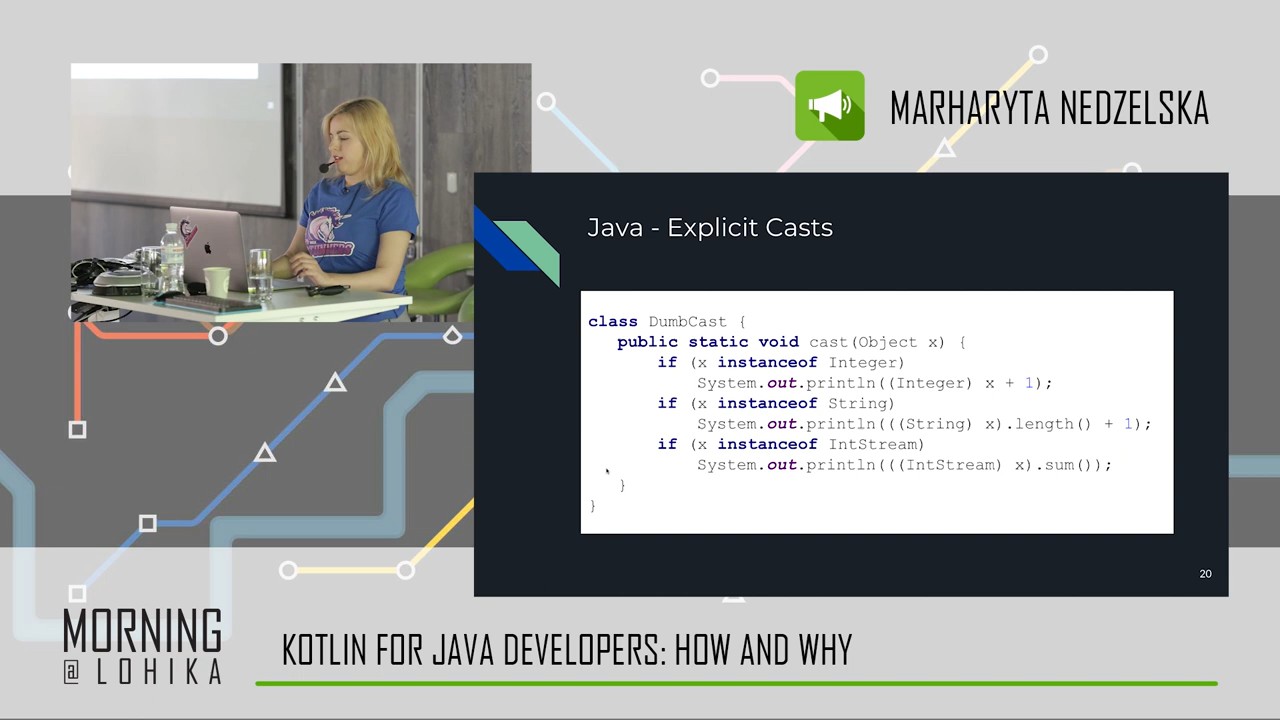 MARHARYTA NEDZELSKA
Java - Explicit Casts
class DumbCast {
public static void cast(Object x) {
if (x instanceof Integer)
System.out.println((Integer) x + 1);
if (x instanceof String)
System.out.println(((String) x).length() + 1);
if (x instanceof IntStream)
System.out.println(((IntStream) x).sum());
}
}
20
MORNING
@ LOHIKA
KOTLIN FOR JAVA DEVELOPERS: HOW AND WHY